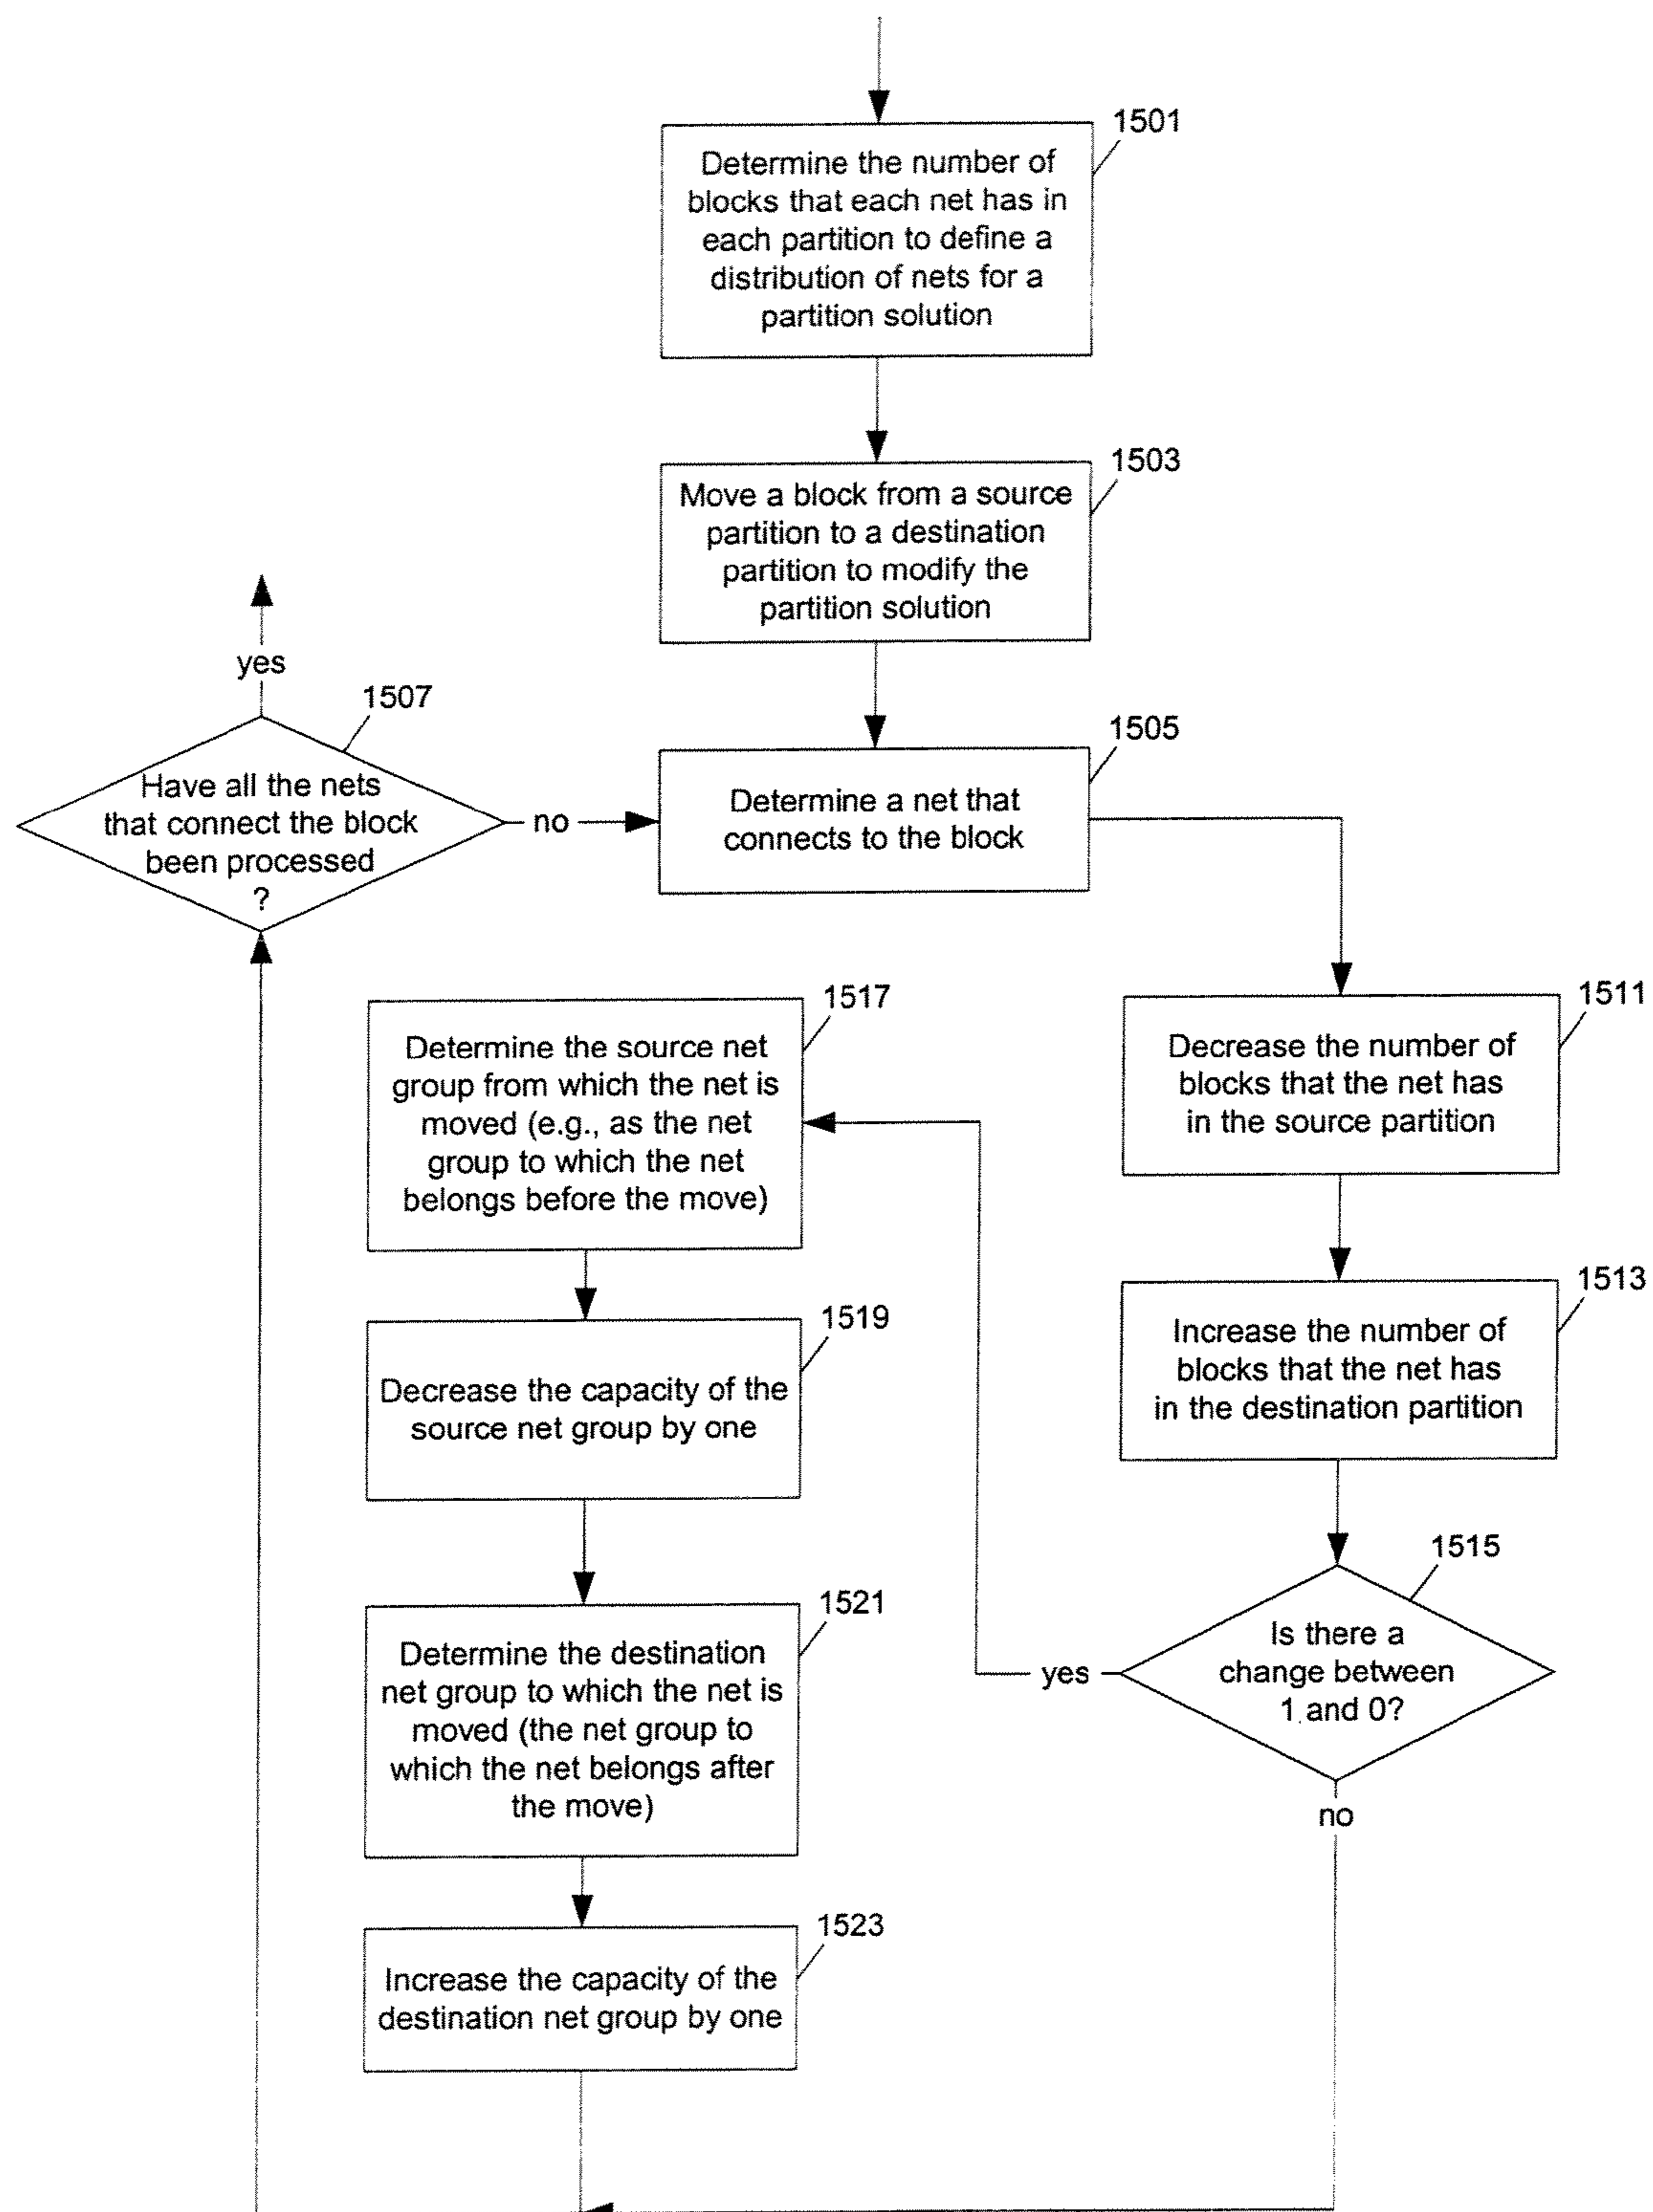 1501
Determine the number of
blocks that each net has in
each partition to define a
distribution of nets for a
partition solution
1503
Move a block from a source
partition to a destination
partition to modify the
partition solution
yes
1507
Have all the nets
that connect the block
been processed
?
no
1505
Determine a net that
connects to the block
1511
Decrease the number of
blocks that the net has
in the source partition
1513
Increase the number of
blocks that the net has
in the destination partition
1515
Is there a
change between
1 and 0?
yes
no
1517
Determine the source net
group from which the net is
moved (e.g., as the net
group to which the net
belongs before the move)
1519
Decrease the capacity of the
source net group by one
1521
Determine the destination
net group to which the net is
moved (the net group to
which the net belongs after
the move)
1523
Increase the capacity of the
destination net group by one